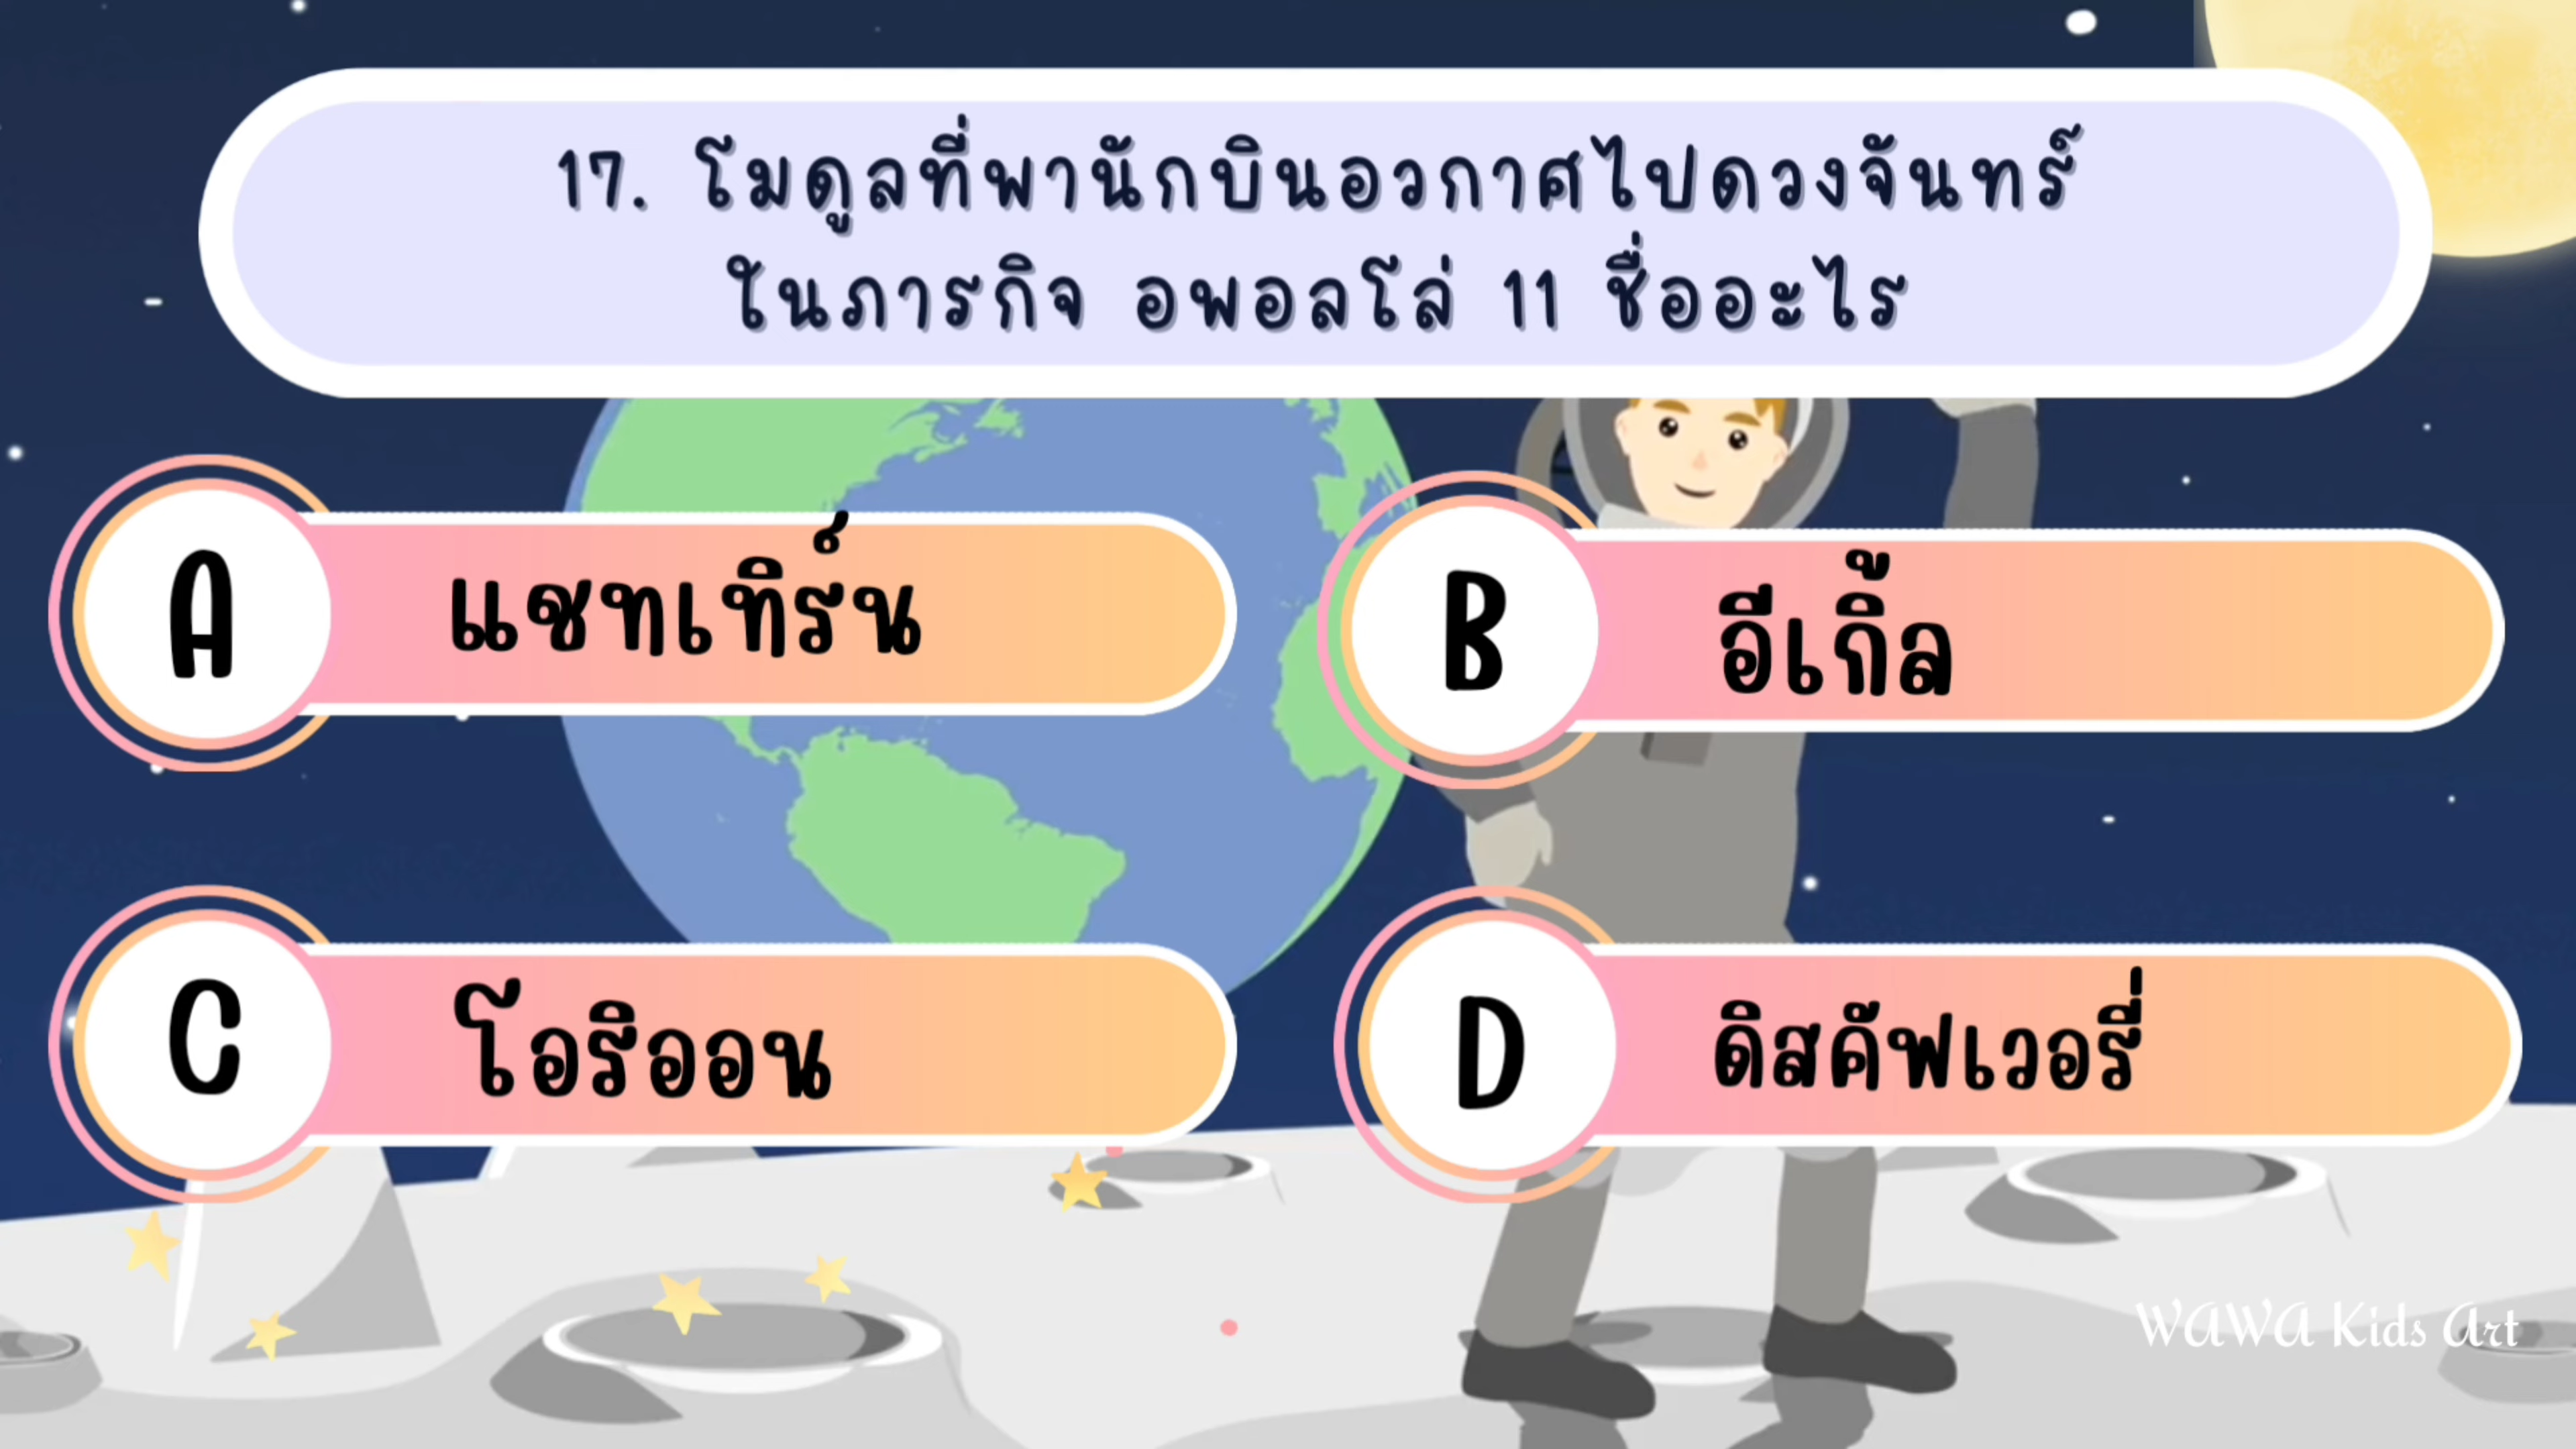 17. โมดูลที่พานักบินอวกาศไปดวงจันทร์
ในภารกิจ อพอลโล่ 11 ชื่ออะไร
A แซทเทิร์น
B อีเกิ้ล
C โอริออน
D ดิสคัฟเวอรี่
WaWa Kids Art